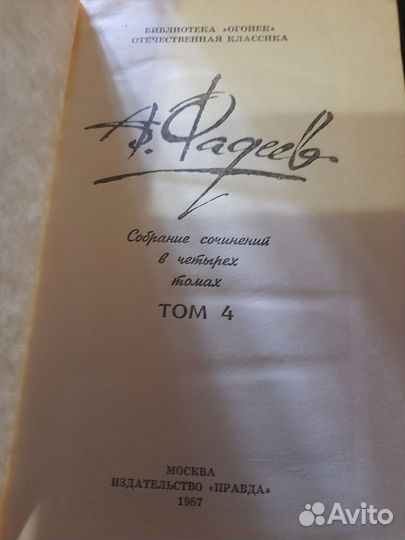 БИБЛИОТЕКА «ОГОНЕК»
ОТЕЧЕСТВЕННАЯ КЛАССИКА
А. Фадеев
Собрание сочинений
в четырех
томах
ТОМ 4
МОСКВА
ИЗДАТЕЛЬСТВО «ПРАВДА»
1987
Avito